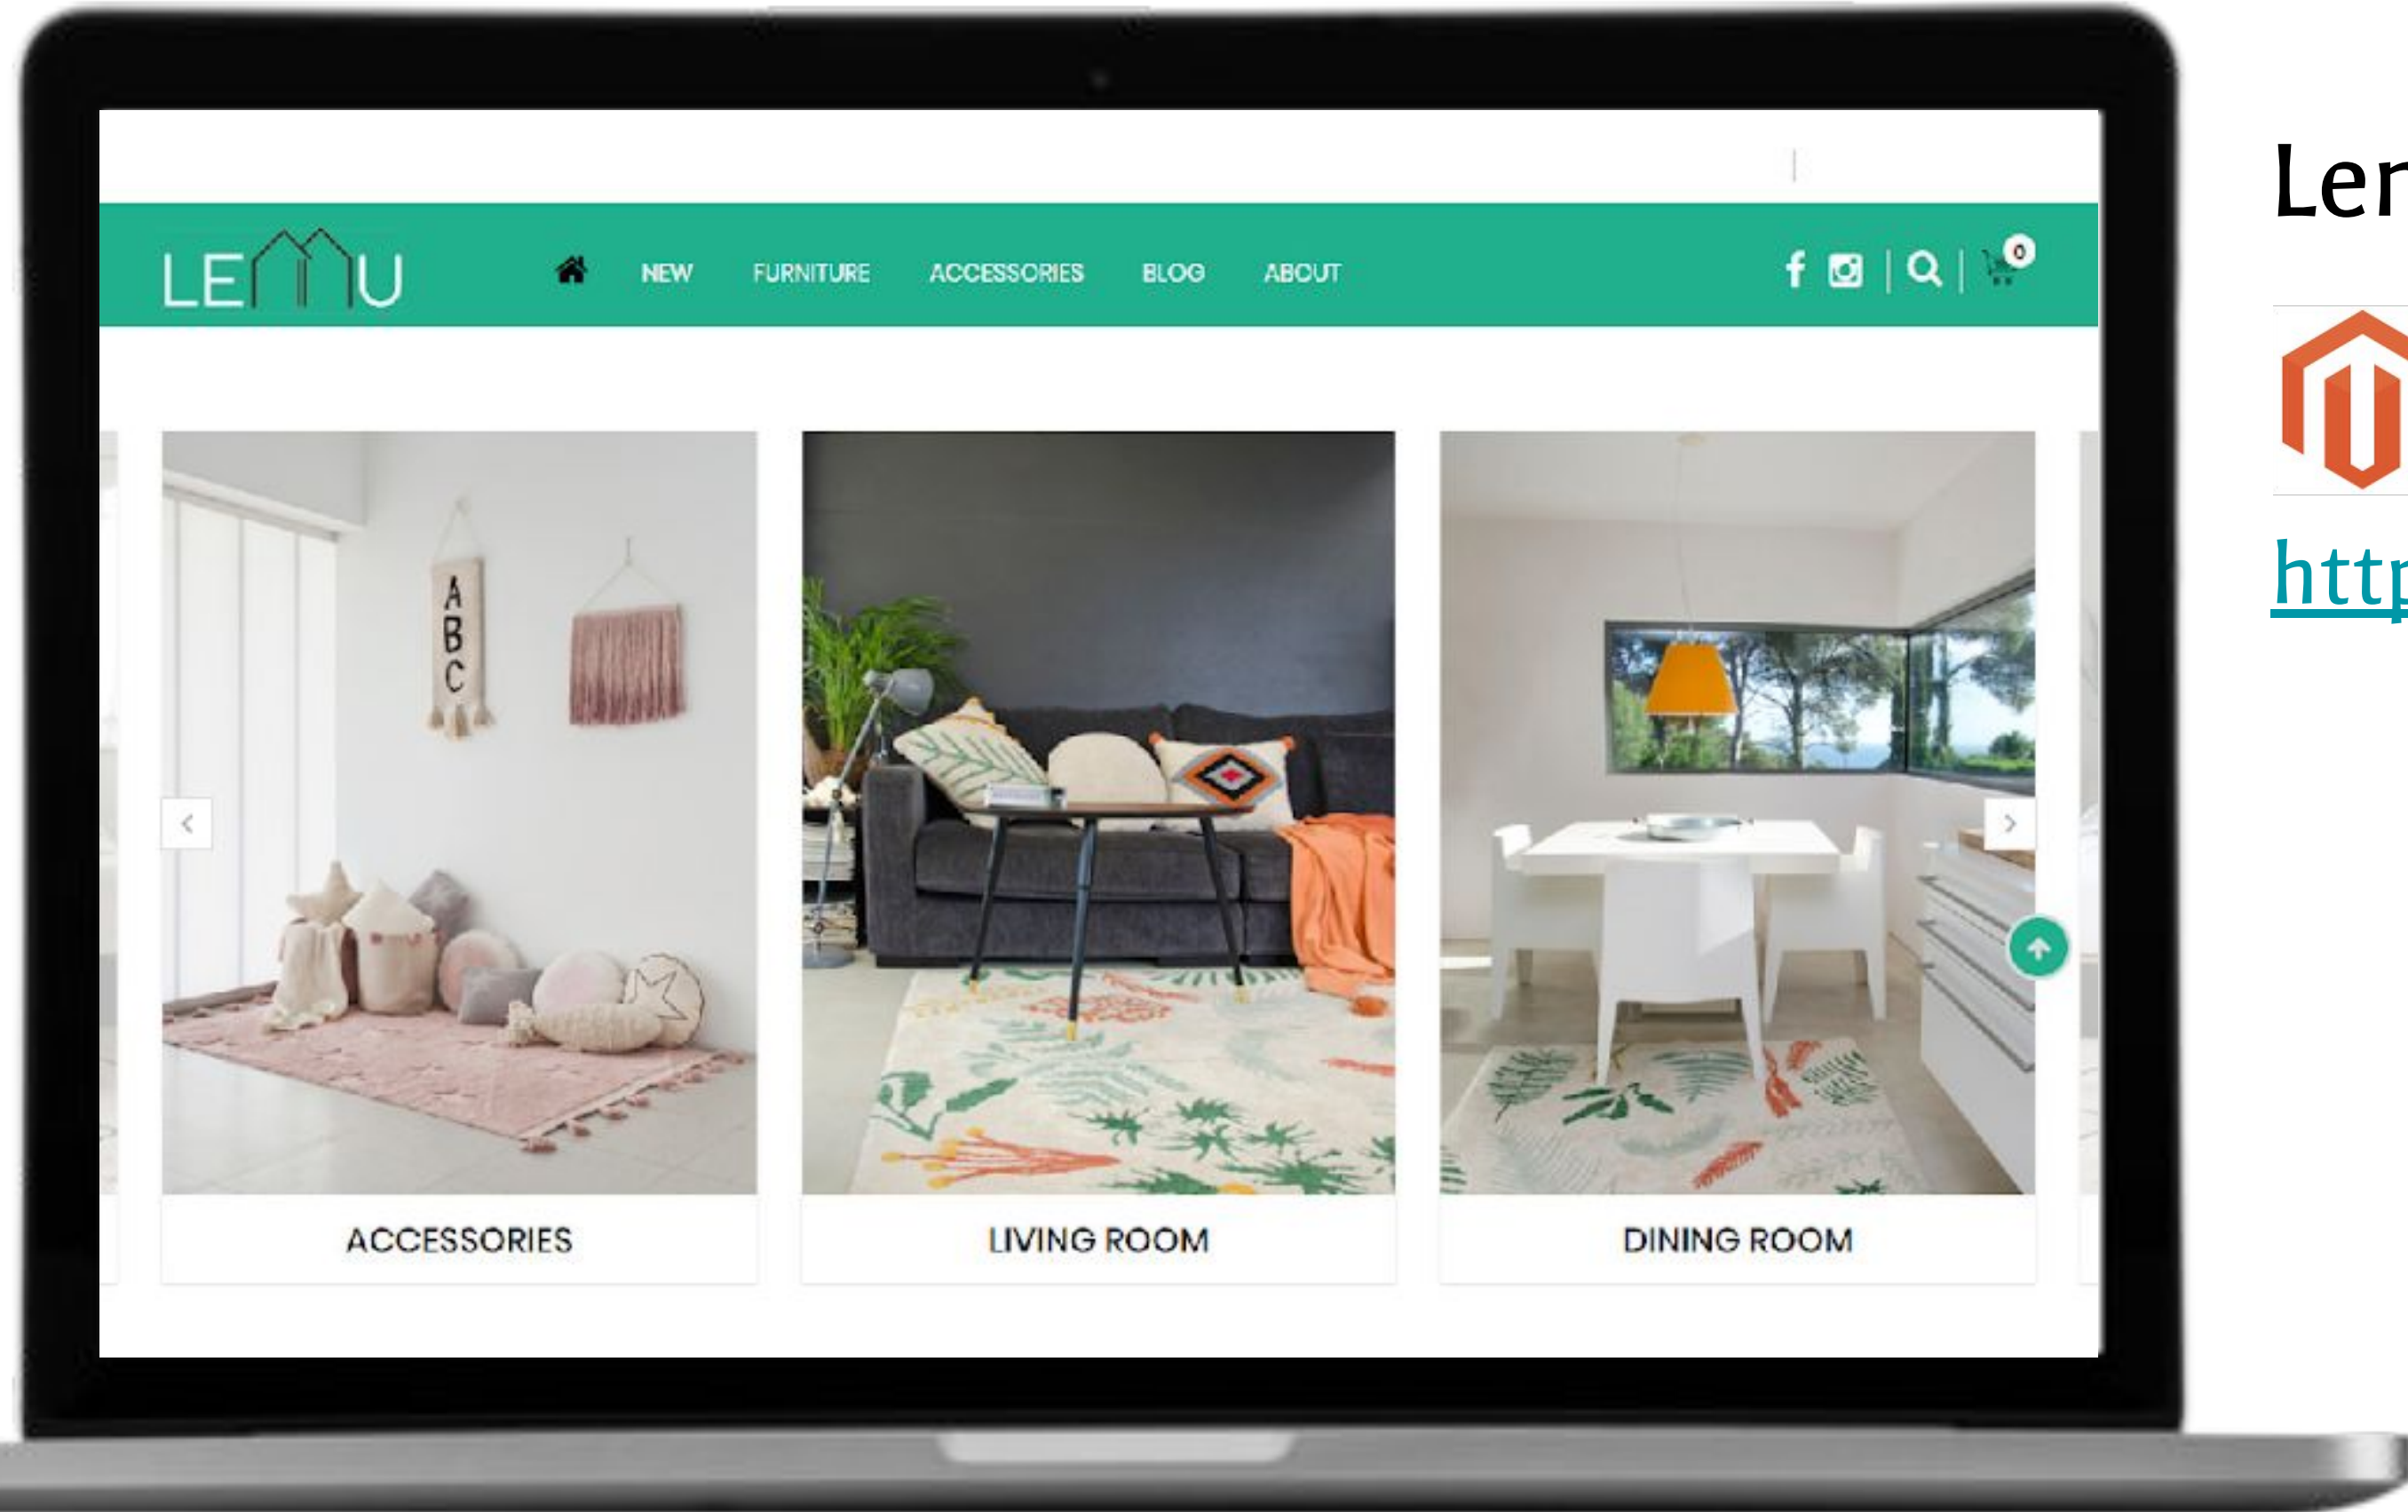 LEMU NEW FURNITURE ACCESSORIES BLOG ABOUT 0
A
B
C
ACCESSORIES LIVING ROOM DINING ROOM